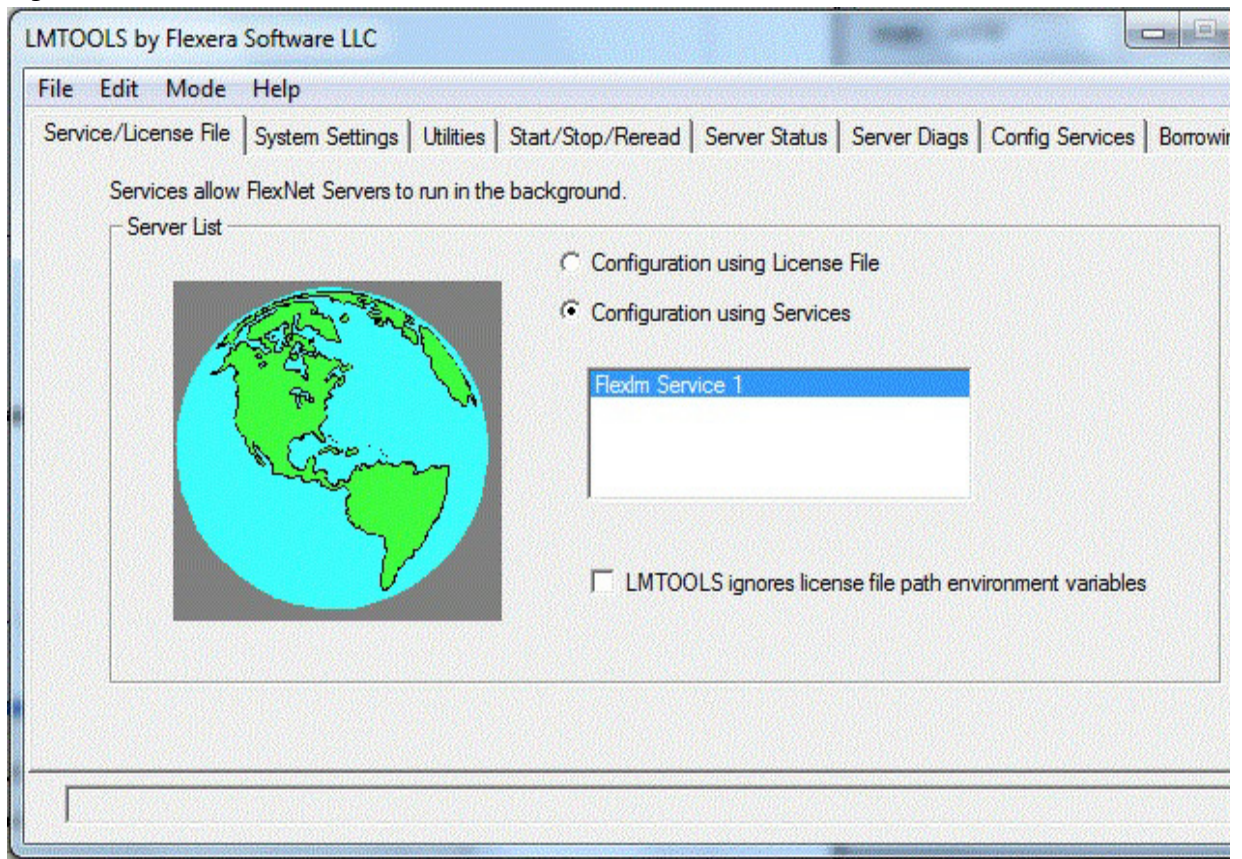 LMTOOLS by Flexera Software LLC
File Edit Mode Help
Service/License File System Settings Utilities Start/Stop/Reread Server Status Server Diags Config Services Borrowin
Services allow FlexNet Servers to run in the background.
Server List
Configuration using License File
Configuration using Services
Flexlm Service 1
LMTOOLS ignores license file path environment variables